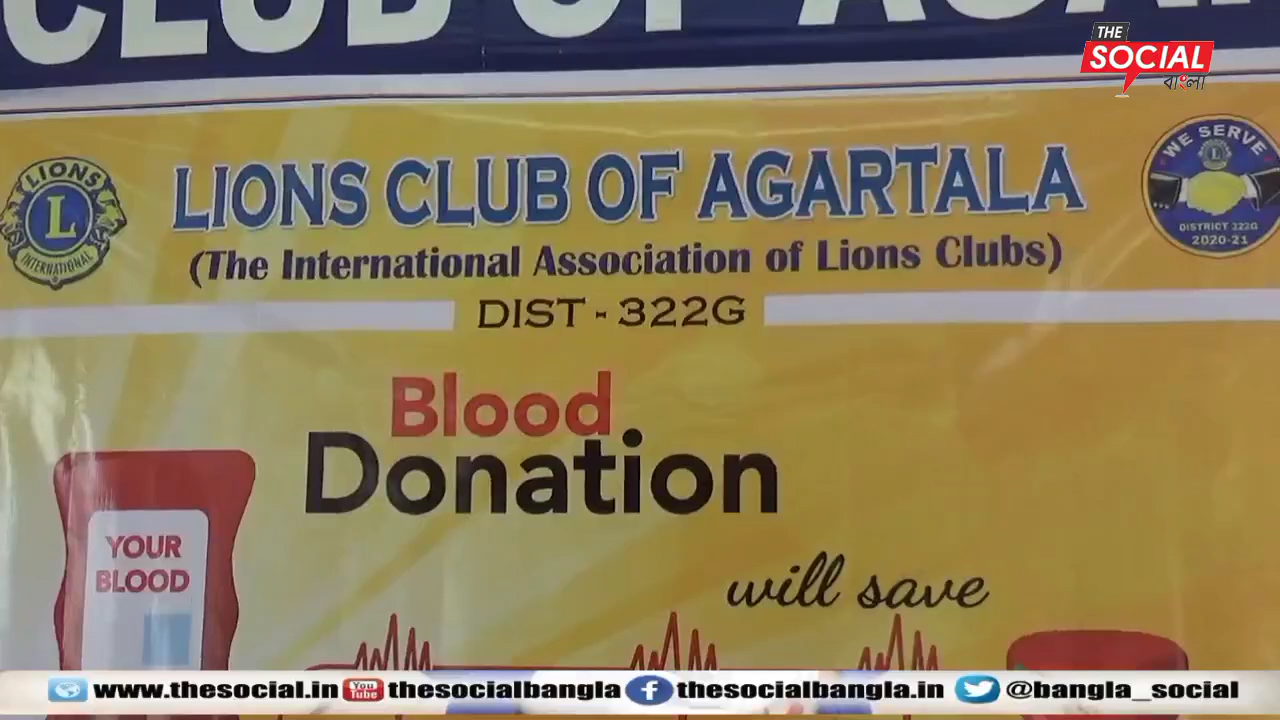 CLUB OF AGAR
THE
SOCIAL
বাংলা
LIONS CLUB OF AGARTALA
(The International Association of Lions Clubs)
DIST - 322G
LIONS
L
INTERNATIONAL
WE SERVE
L
DISTRICT 322G
2020-21
Blood
Donation
YOUR
BLOOD
will save
www.thesocial.in You Tube thesocialbangla f thesocialbangla.in @bangla_social